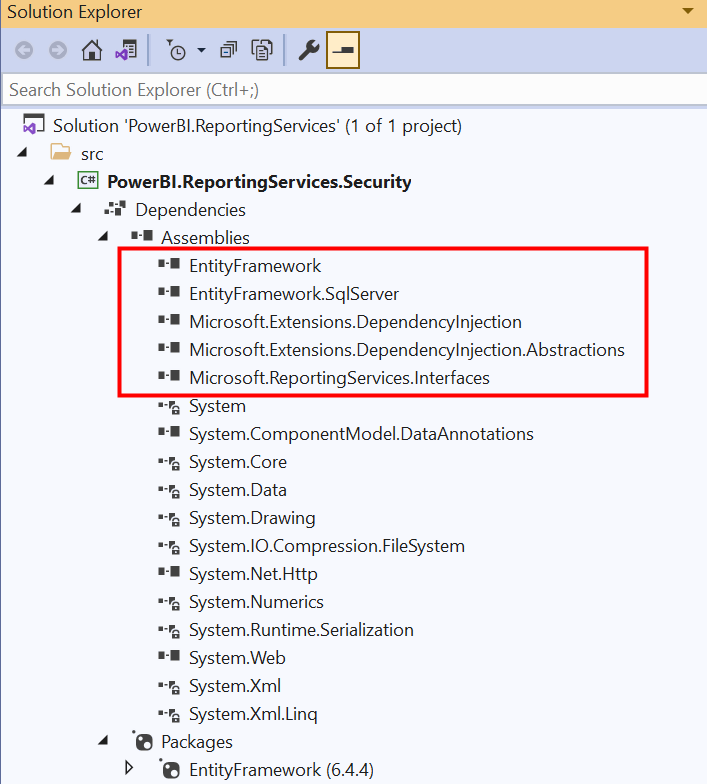 Solution Explorer
Search Solution Explorer (Ctrl+;)
Solution 'PowerBI.ReportingServices' (1 of 1 project)
src
C# PowerBI.ReportingServices.Security
Dependencies
Assemblies
EntityFramework
EntityFramework.SqlServer
Microsoft.Extensions.DependencyInjection
Microsoft.Extensions.DependencyInjection.Abstractions
Microsoft.ReportingServices.Interfaces
System
System.ComponentModel.DataAnnotations
System.Core
System.Data
System.Drawing
System.IO.Compression.FileSystem
System.Net.Http
System.Numerics
System.Runtime.Serialization
System.Web
System.Xml
System.Xml.Linq
Packages
EntityFramework (6.4.4)